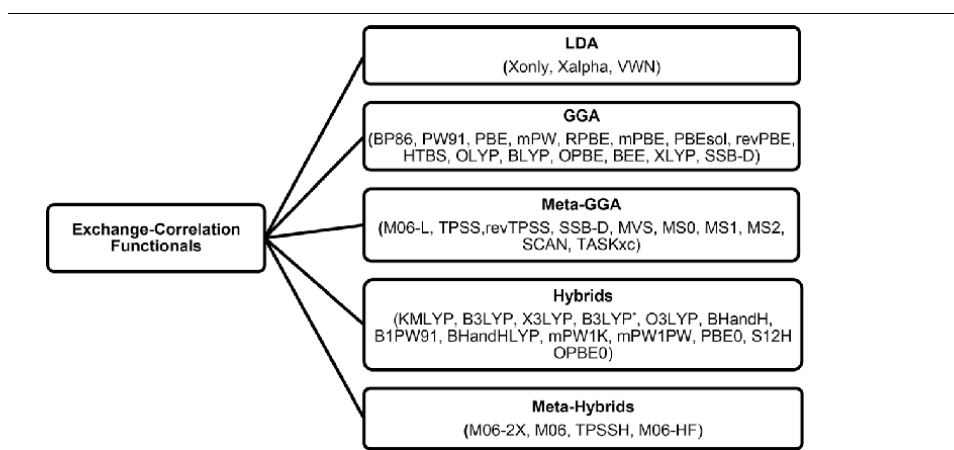 LDA
(Xonly, Xalpha, VWN)
GGA
(BP86, PW91, PBE, mPW, RPBE, mPBE, PBEsol, revPBE,
HTBS, OLYP, BLYP, OPBE, BEE, XLYP, SSB-D)
Meta-GGA
(M06-L, TPSS,revTPSS, SSB-D, MVS, MS0, MS1, MS2,
SCAN, TASKxc)
Exchange-Correlation
Functionals
Hybrids
(KMLYP, B3LYP, X3LYP, B3LYP*, O3LYP, BHandH,
B1PW91, BHandHLYP, mPW1K, mPW1PW, PBE0, S12H
OPBE0)
Meta-Hybrids
(M06-2X, M06, TPSSH, M06-HF)